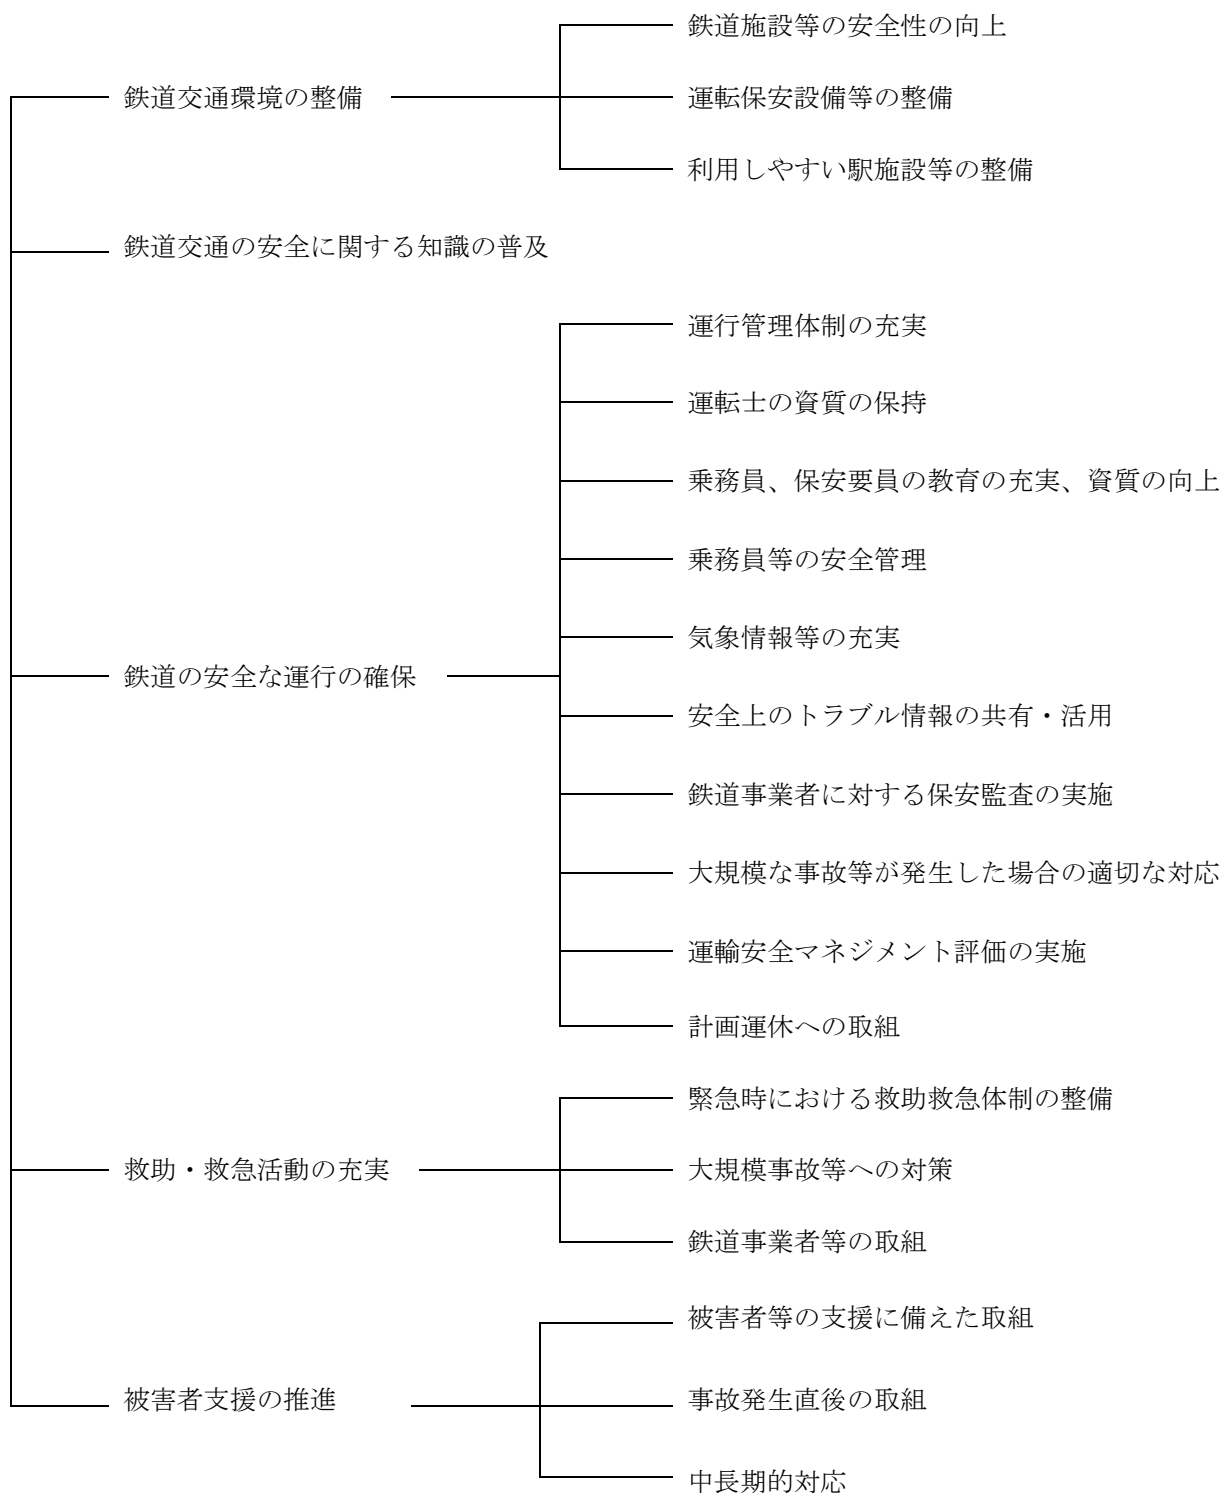 鉄道交通環境の整備
鉄道施設等の安全性の向上
運転保安設備等の整備
利用しやすい駅施設等の整備
鉄道交通の安全に関する知識の普及
鉄道の安全な運行の確保
運行管理体制の充実
運転士の資質の保持
乗務員、保安要員の教育の充実、資質の向上
乗務員等の安全管理
気象情報等の充実
安全上のトラブル情報の共有・活用
鉄道事業者に対する保安監査の実施
大規模な事故等が発生した場合の適切な対応
運輸安全マネジメント評価の実施
計画運休への取組
救助・救急活動の充実
緊急時における救助救急体制の整備
大規模事故等への対策
鉄道事業者等の取組
被害者支援の推進
被害者等の支援に備えた取組
事故発生直後の取組
中長期的対応